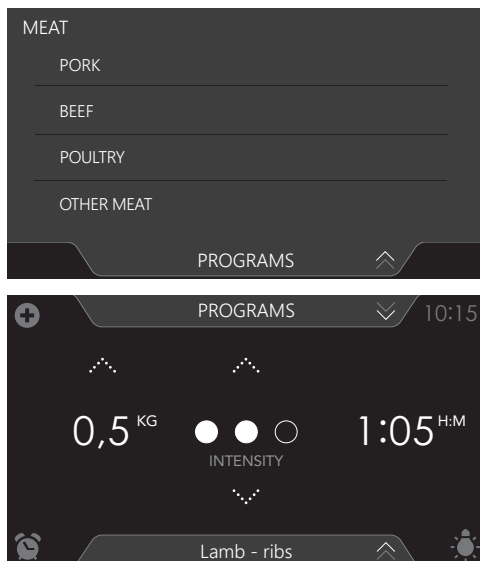 MEAT
PORK
BEEF
POULTRY
OTHER MEAT
PROGRAMS
PROGRAMS 10:15
0,5 KG 1:05 H:M
INTENSITY
Lamb - ribs